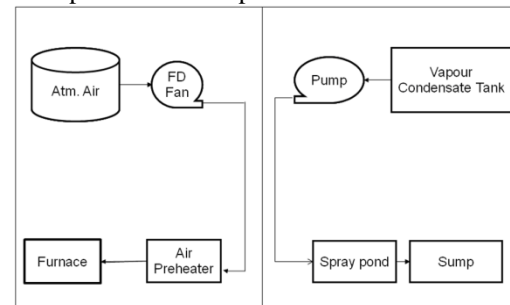 Atm. Air
FD
Fan
Pump
Vapour
Condensate Tank
Furnace
Air
Preheater
Spray pond
Sump